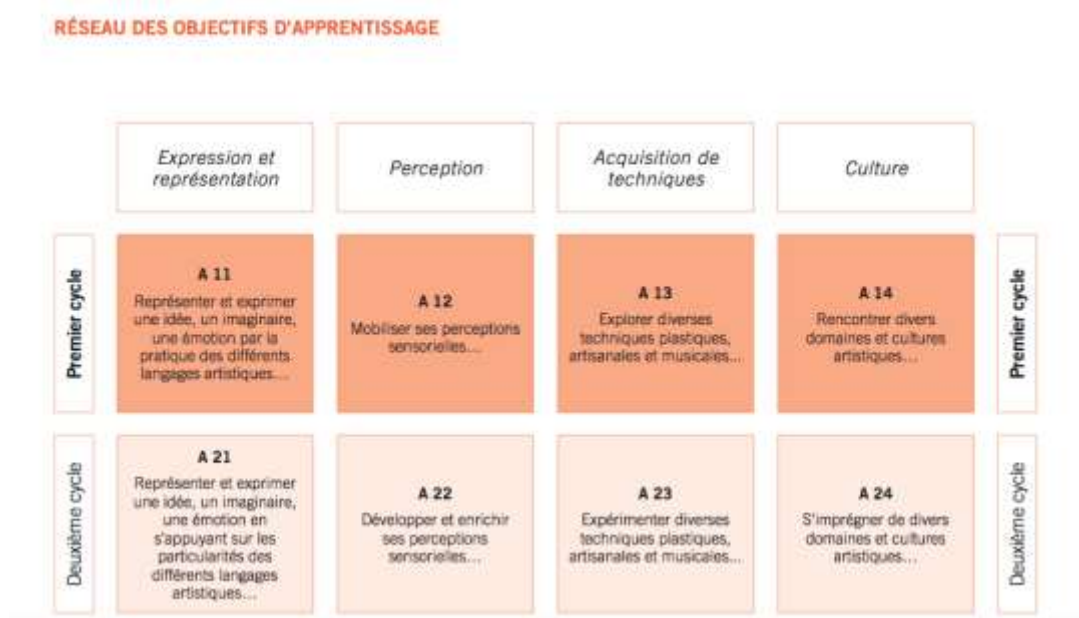 RÉSEAU DES OBJECTIFS D'APPRENTISSAGE
Expression et
représentation
Perception
Acquisition de
techniques
Culture
Premier cycle
A 11
Représenter et exprimer
une idée, un imaginaire,
une émotion par la
pratique des différents
langages artistiques…
A 12
Mobiliser ses perceptions
sensorielles…
A 13
Explorer diverses
techniques plastiques,
artisanales et musicales…
A 14
Rencontrer divers
domaines et cultures
artistiques…
Premier cycle
Deuxième cycle
A 21
Représenter et exprimer
une idée, un imaginaire,
une émotion en
s'appuyant sur les
particularités des
différents langages
artistiques…
A 22
Développer et enrichir
ses perceptions
sensorielles…
A 23
Expérimenter diverses
techniques plastiques,
artisanales et musicales…
A 24
S'imprégner de divers
domaines et cultures
artistiques…
Deuxième cycle